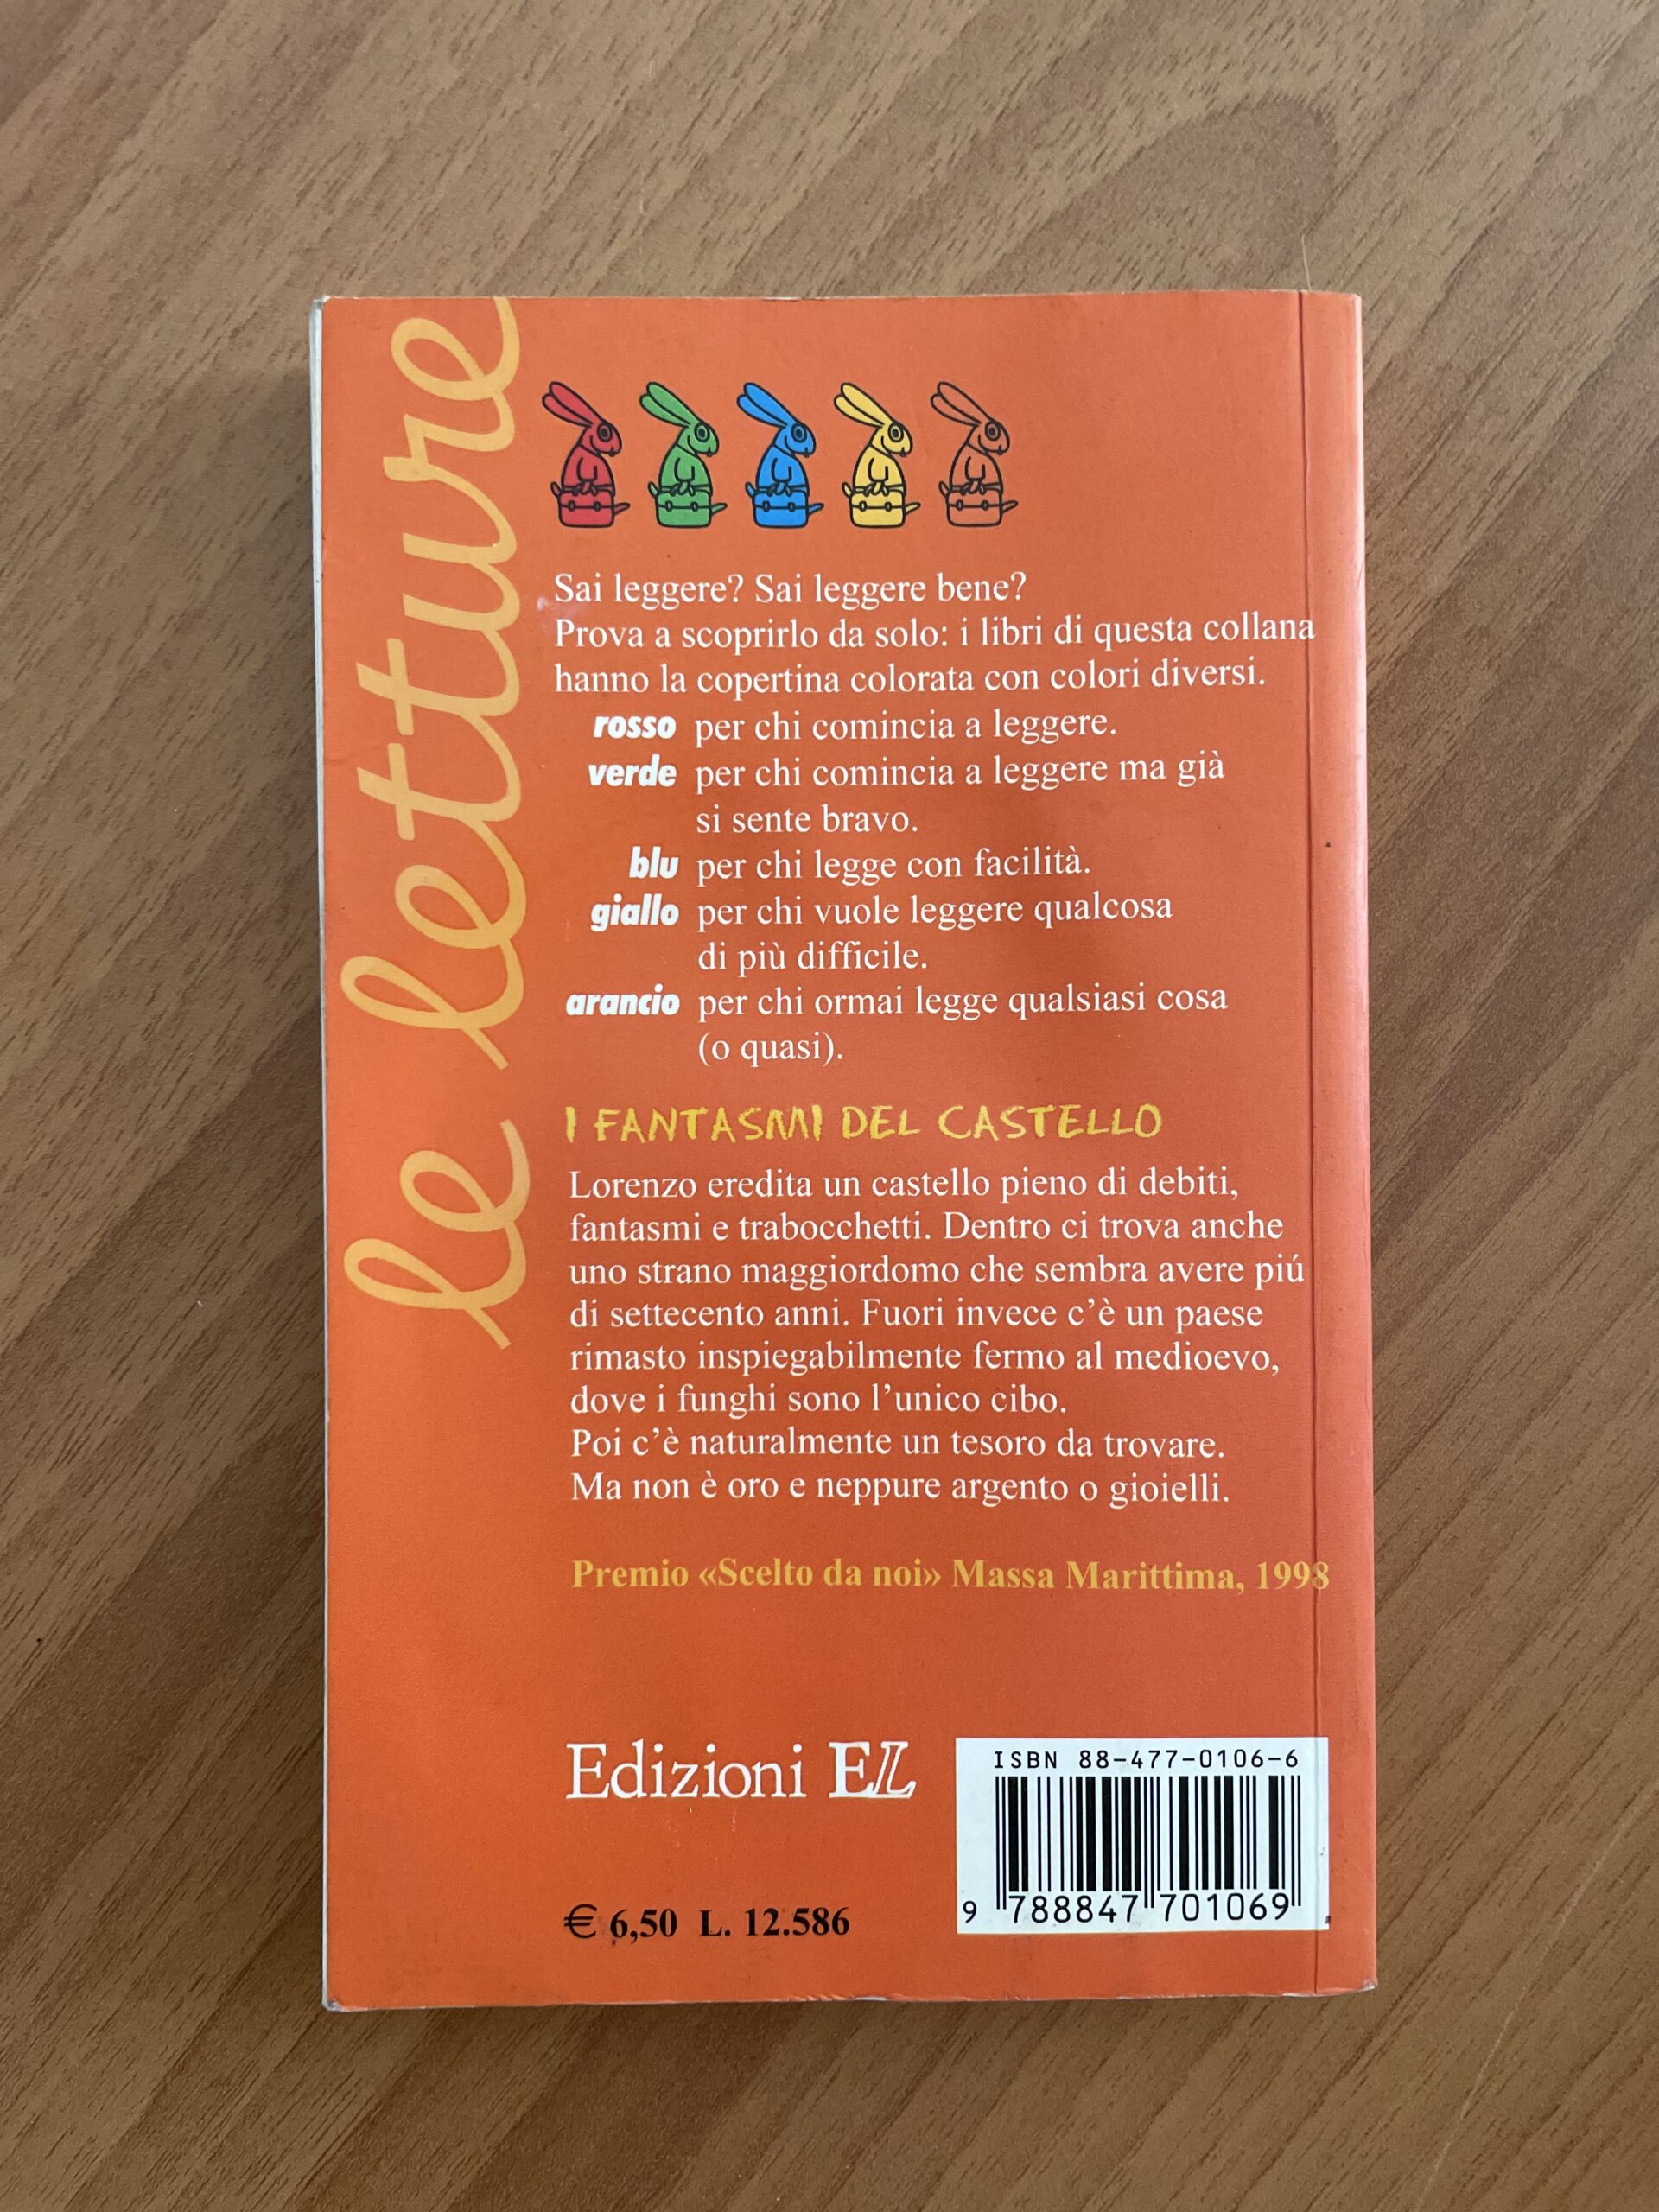 le letture
Sai leggere? Sai leggere bene?
Prova a scoprirlo da solo: i libri di questa collana
hanno la copertina colorata con colori diversi.
rosso per chi comincia a leggere.
verde per chi comincia a leggere ma già
si sente bravo.
blu per chi legge con facilità.
giallo per chi vuole leggere qualcosa
di più difficile.
arancio per chi ormai legge qualsiasi cosa
(o quasi).
I FANTASMI DEL CASTELLO
Lorenzo eredita un castello pieno di debiti,
fantasmi e trabocchetti. Dentro ci trova anche
uno strano maggiordomo che sembra avere piú
di settecento anni. Fuori invece c’è un paese
rimasto inspiegabilmente fermo al medioevo,
dove i funghi sono l’unico cibo.
Poi c’è naturalmente un tesoro da trovare.
Ma non è oro e neppure argento o gioielli.
Premio «Scelto da noi» Massa Marittima, 1998
Edizioni EL
ISBN 88-477-0106-6
9 788847 701069
€ 6,50 L. 12.586